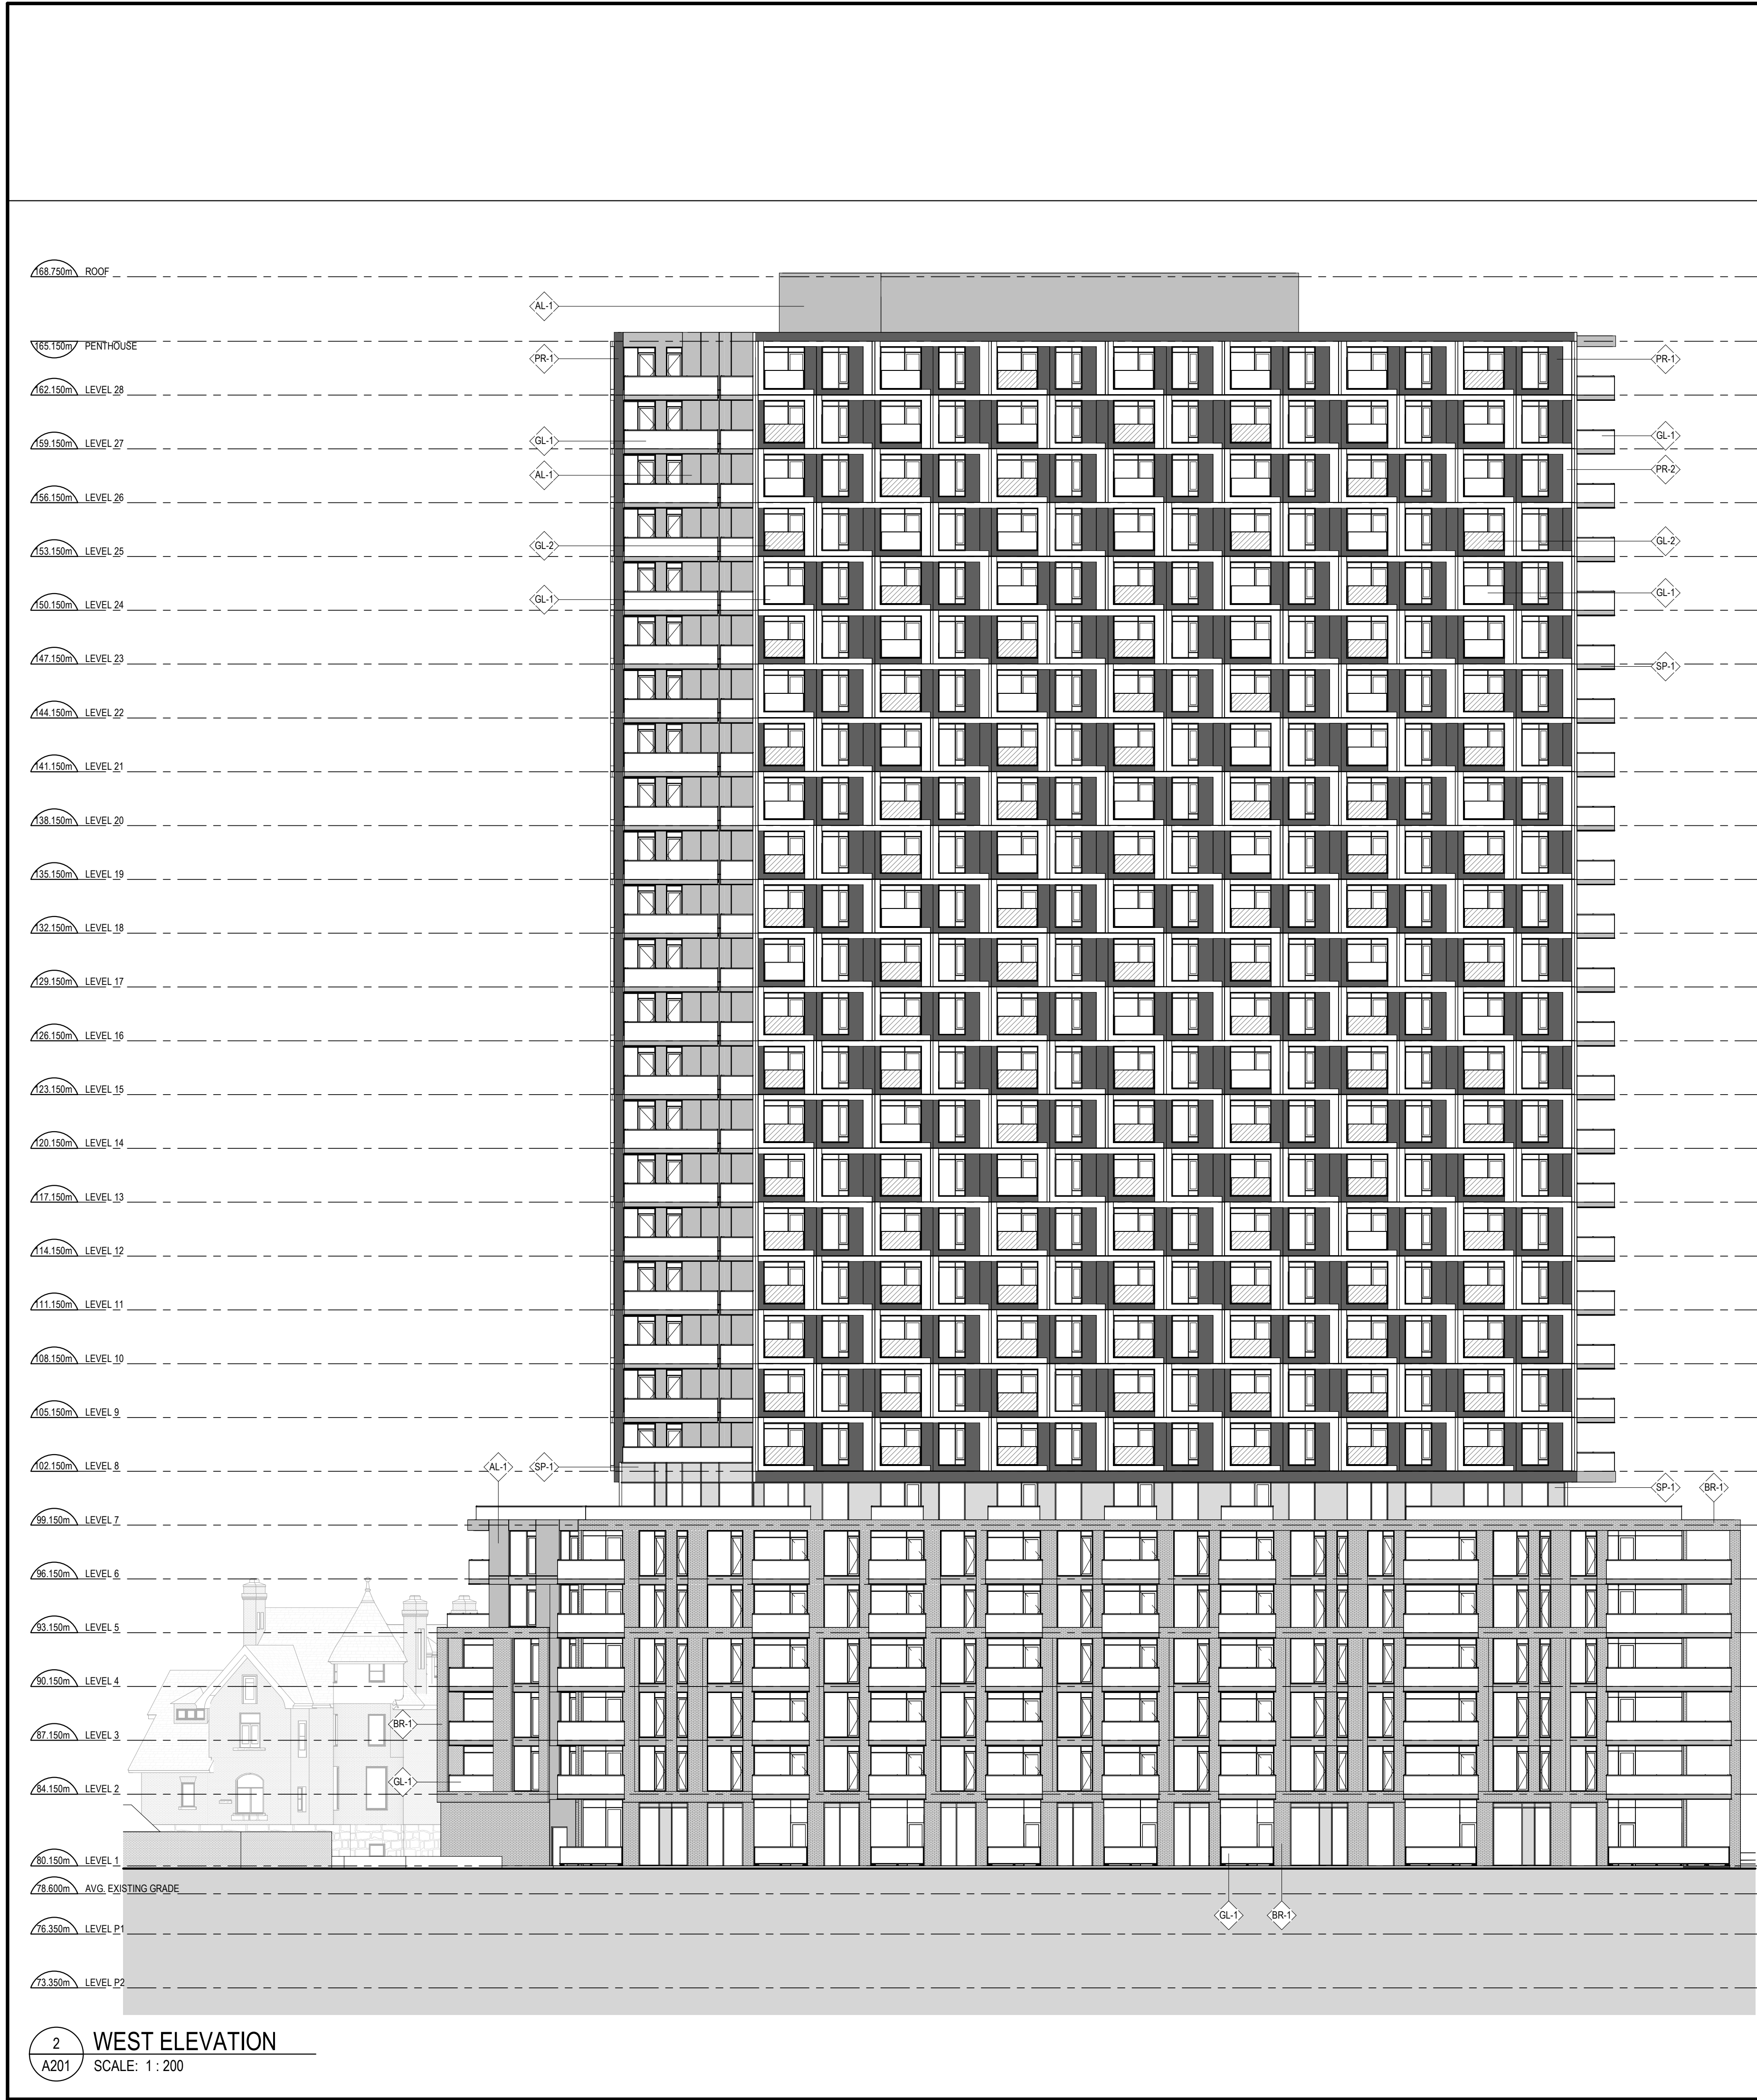 168.750m ROOF
AL-1
165.150m PENTHOUSE
PR-1
PR-1
162.150m LEVEL 28
159.150m LEVEL 27
GL-1
GL-1
AL-1
PR-2
156.150m LEVEL 26
153.150m LEVEL 25
GL-2
GL-2
150.150m LEVEL 24
GL-1
GL-1
147.150m LEVEL 23
SP-1
144.150m LEVEL 22
141.150m LEVEL 21
138.150m LEVEL 20
135.150m LEVEL 19
132.150m LEVEL 18
129.150m LEVEL 17
126.150m LEVEL 16
123.150m LEVEL 15
120.150m LEVEL 14
117.150m LEVEL 13
114.150m LEVEL 12
111.150m LEVEL 11
108.150m LEVEL 10
105.150m LEVEL 9
102.150m LEVEL 8
AL-1
SP-1
SP-1
BR-1
99.150m LEVEL 7
96.150m LEVEL 6
93.150m LEVEL 5
90.150m LEVEL 4
BR-1
87.150m LEVEL 3
GL-1
84.150m LEVEL 2
80.150m LEVEL 1
78.600m AVG. EXISTING GRADE
GL-1
BR-1
76.350m LEVEL P1
73.350m LEVEL P2
2 WEST ELEVATION
A201 SCALE: 1 : 200